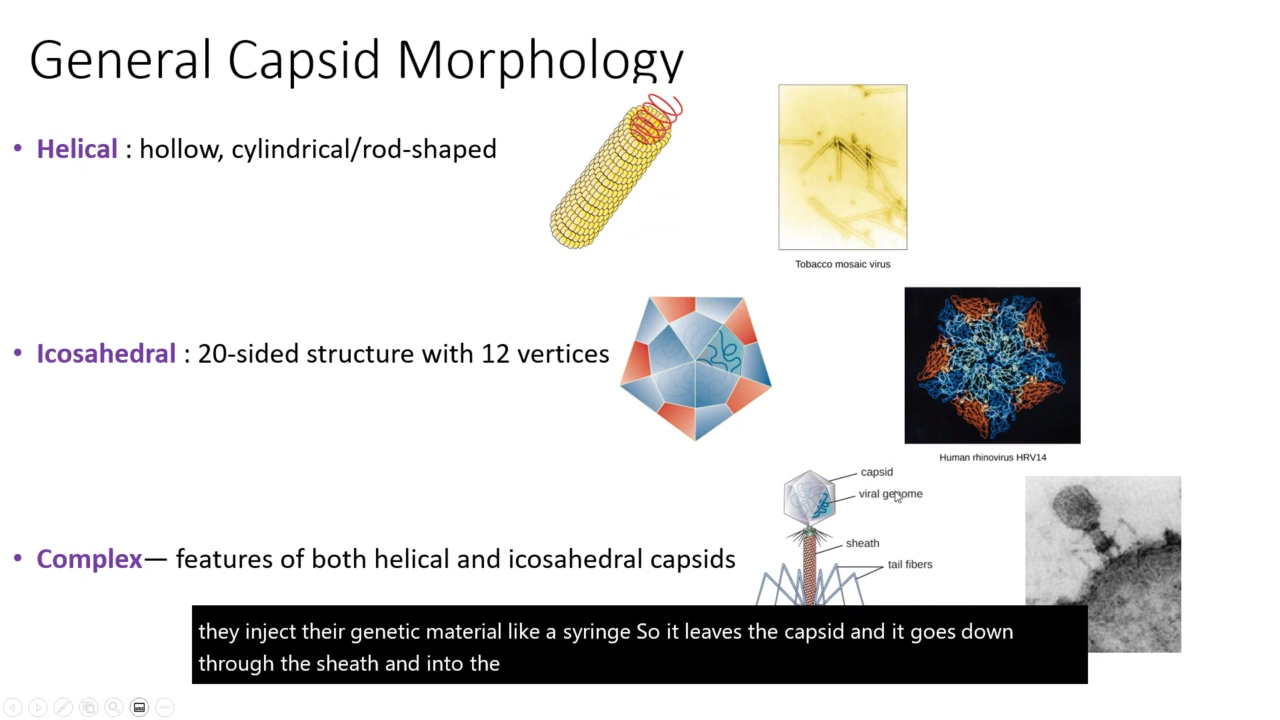 General Capsid Morphology
• Helical : hollow, cylindrical/rod-shaped
Tobacco mosaic virus
• Icosahedral : 20-sided structure with 12 vertices
Human rhinovirus HRV14
capsid
viral genome
sheath
tail fibers
• Complex— features of both helical and icosahedral capsids
they inject their genetic material like a syringe So it leaves the capsid and it goes down
through the sheath and into the